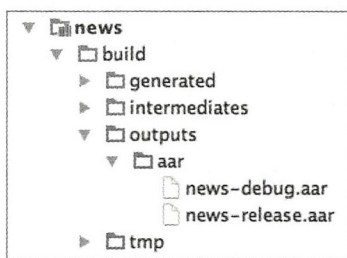 news
build
generated
intermediates
outputs
aar
news-debug.aar
news-release.aar
tmp